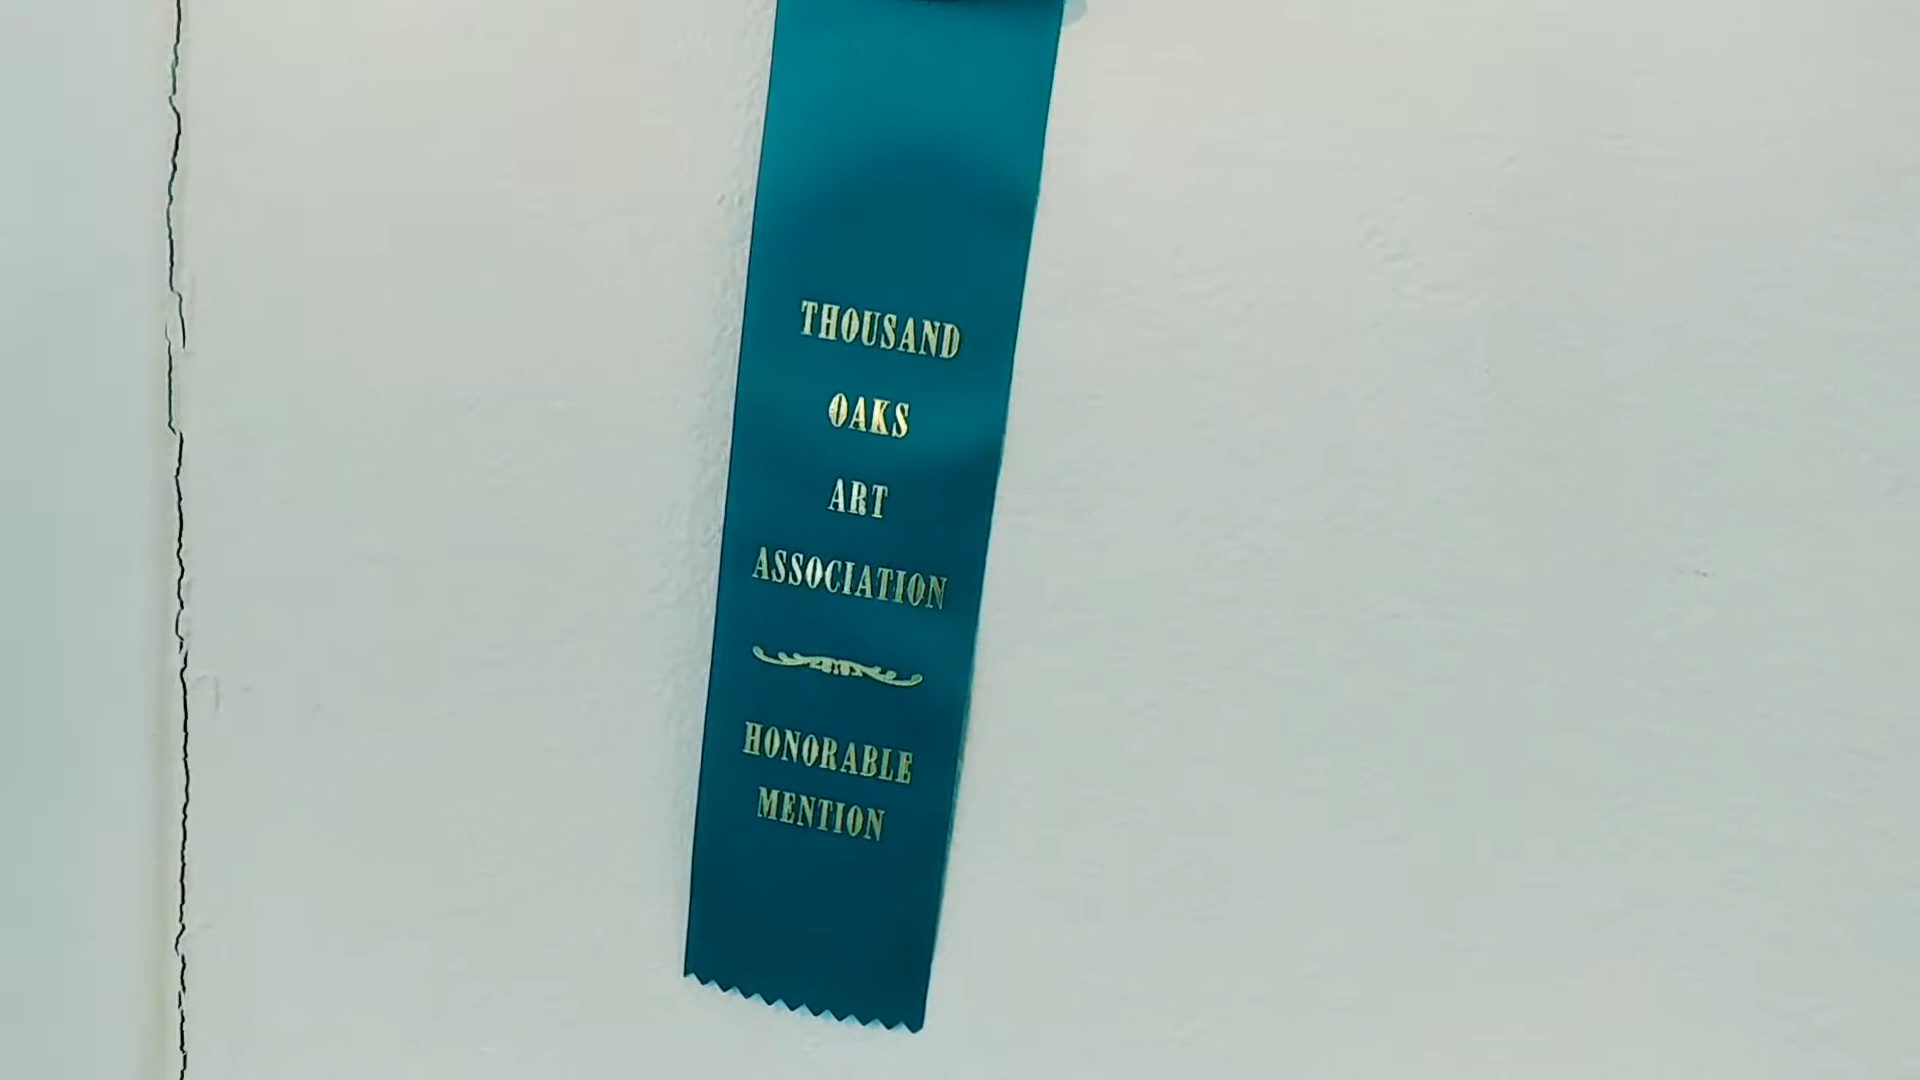 THOUSAND
OAKS
ART
ASSOCIATION
HONORABLE
MENTION